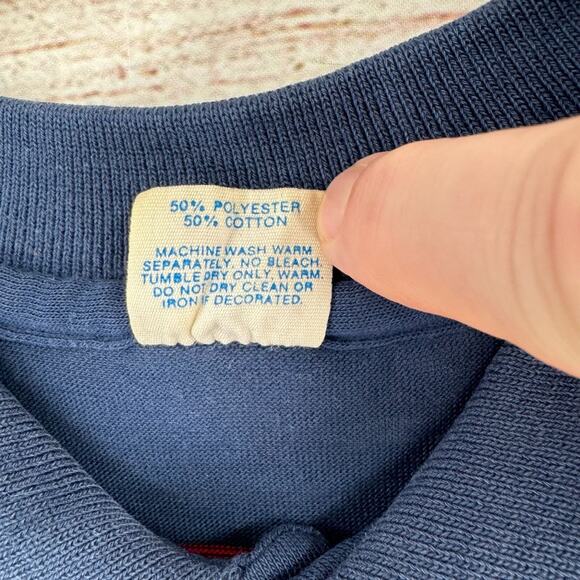 50% POLYESTER
50% COTTON
MACHINE WASH WARM
SEPARATELY. NO BLEACH.
TUMBLE DRY ONLY, WARM.
DO NOT DRY CLEAN OR
IRON IF DECORATED.